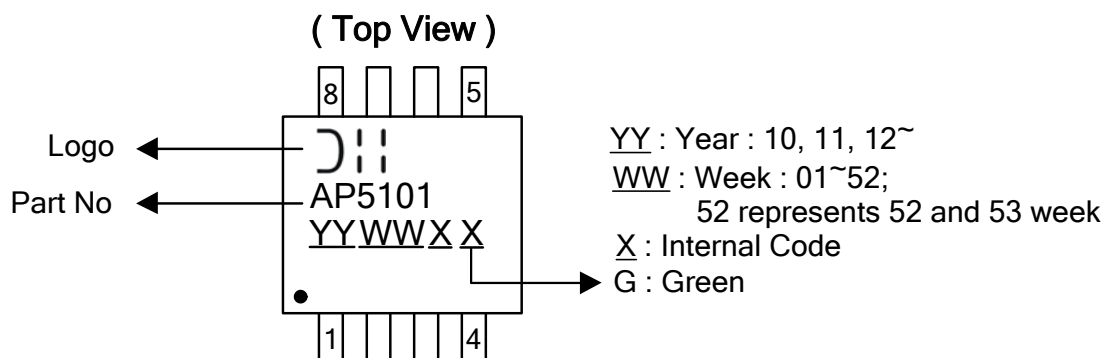 ( Top View )
8 5
Logo
Part No
AP5101
YYWWX X
1 4
YY : Year : 10, 11, 12~
WW : Week : 01~52;
52 represents 52 and 53 week
X : Internal Code
G : Green